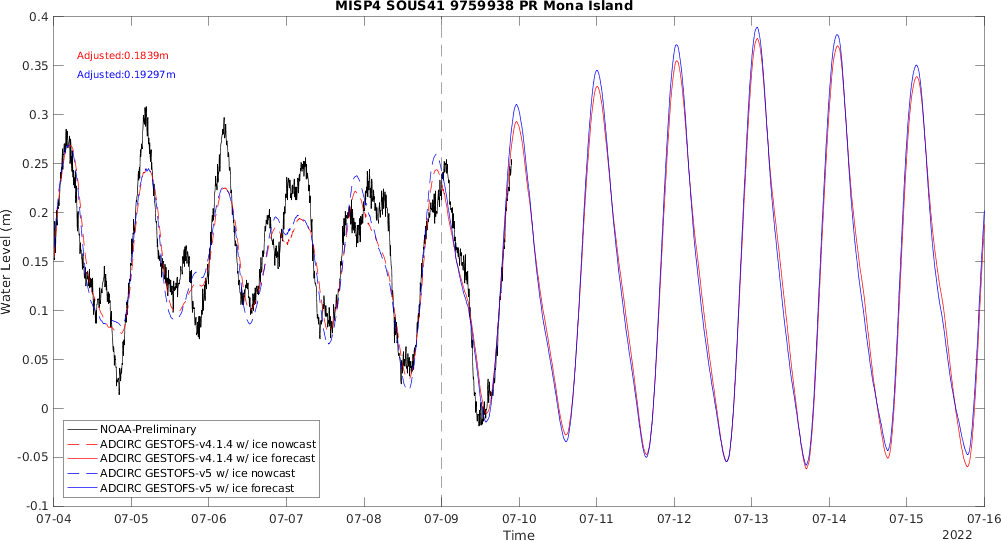 MISP4 SOUS41 9759938 PR Mona Island
Adjusted:0.1839m
Adjusted:0.19297m
Water Level (m)
0.4
0.35
0.3
0.25
0.2
0.15
0.1
0.05
0
-0.05
-0.1
NOAA-Preliminary
ADCIRC GESTOFS-v4.1.4 w/ ice nowcast
ADCIRC GESTOFS-v4.1.4 w/ ice forecast
ADCIRC GESTOFS-v5 w/ ice nowcast
ADCIRC GESTOFS-v5 w/ ice forecast
07-04 07-05 07-06 07-07 07-08 07-09 07-10 07-11 07-12 07-13 07-14 07-15 07-16
Time
2022